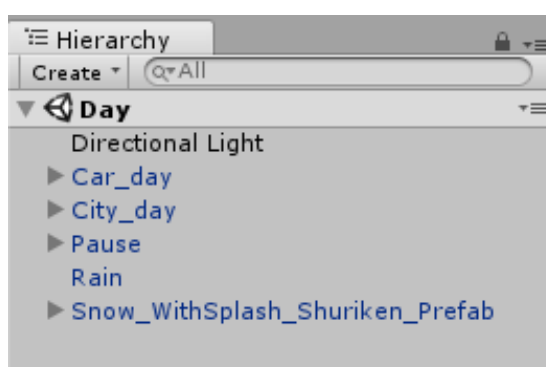 Hierarchy
Create All
Day
Directional Light
Car_day
City_day
Pause
Rain
Snow_WithSplash_Shuriken_Prefab